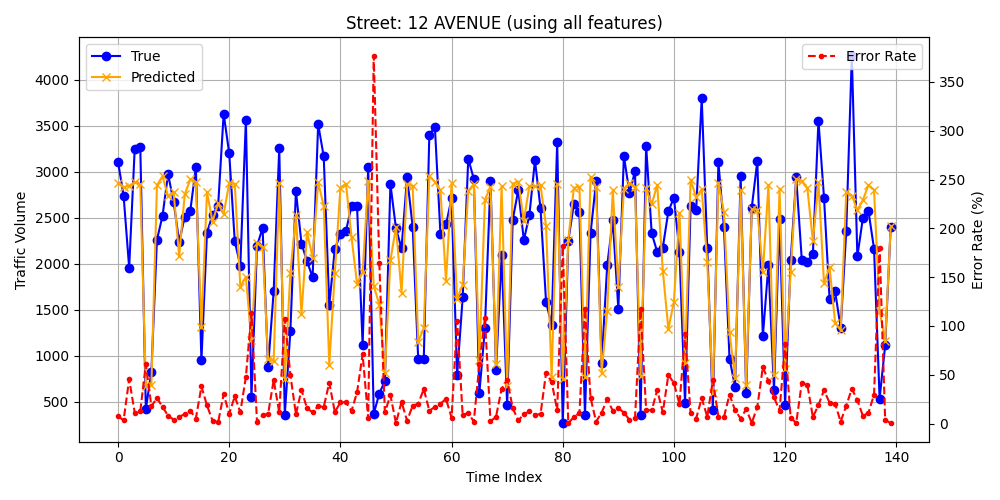 Street: 12 AVENUE (using all features)
True
Predicted
Error Rate
Traffic Volume
4000
3500
3000
2500
2000
1500
1000
500
350
300
250
200
150
100
50
0
Error Rate (%)
0 20 40 60 80 100 120 140
Time Index